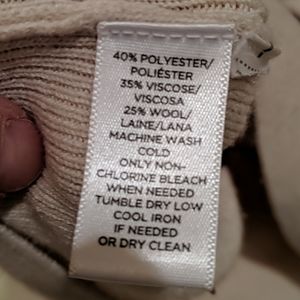 40% POLYESTER/
POLIÉSTER
35% VISCOSE/
VISCOSA
25% WOOL/
LAINE/LANA
MACHINE WASH
COLD
ONLY NON-
CHLORINE BLEACH
WHEN NEEDED
TUMBLE DRY LOW
COOL IRON
IF NEEDED
OR DRY CLEAN